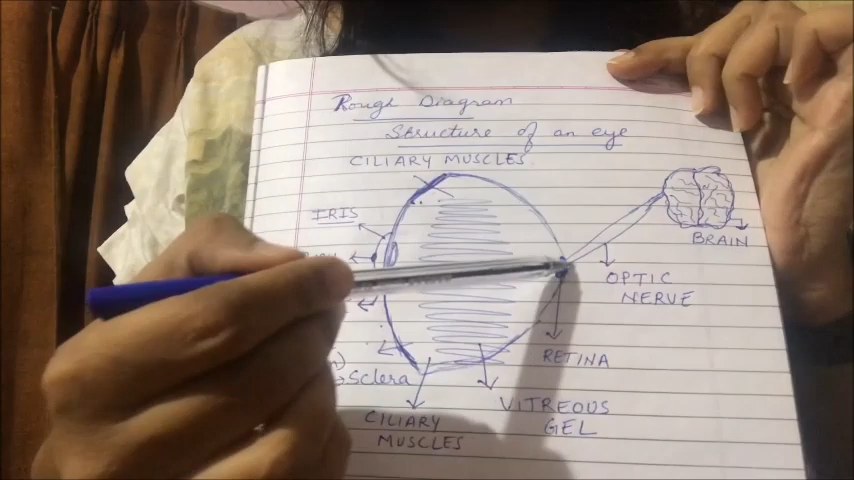 Rough Diagram
Structure of an eye
CILIARY MUSCLES
IRIS
BRAIN
OPTIC
NERVE
RETINA
Sclera
VITREOUS
GEL
CILIARY
MUSCLES